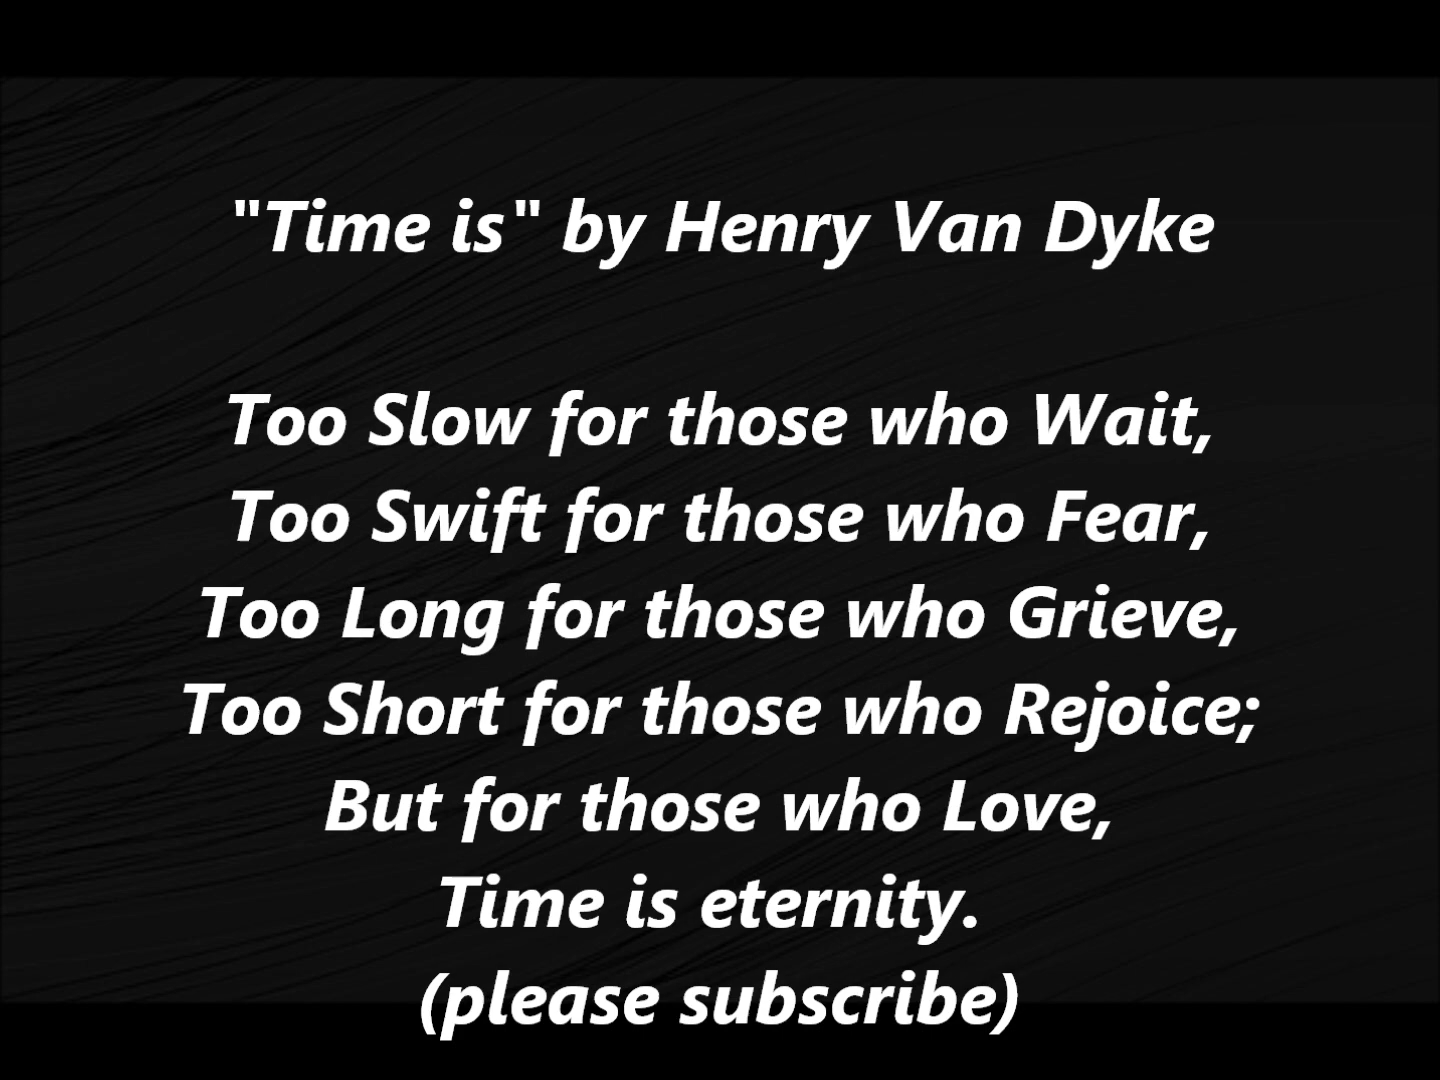 "Time is" by Henry Van Dyke
Too Slow for those who Wait,
Too Swift for those who Fear,
Too Long for those who Grieve,
Too Short for those who Rejoice;
But for those who Love,
Time is eternity.
(please subscribe)